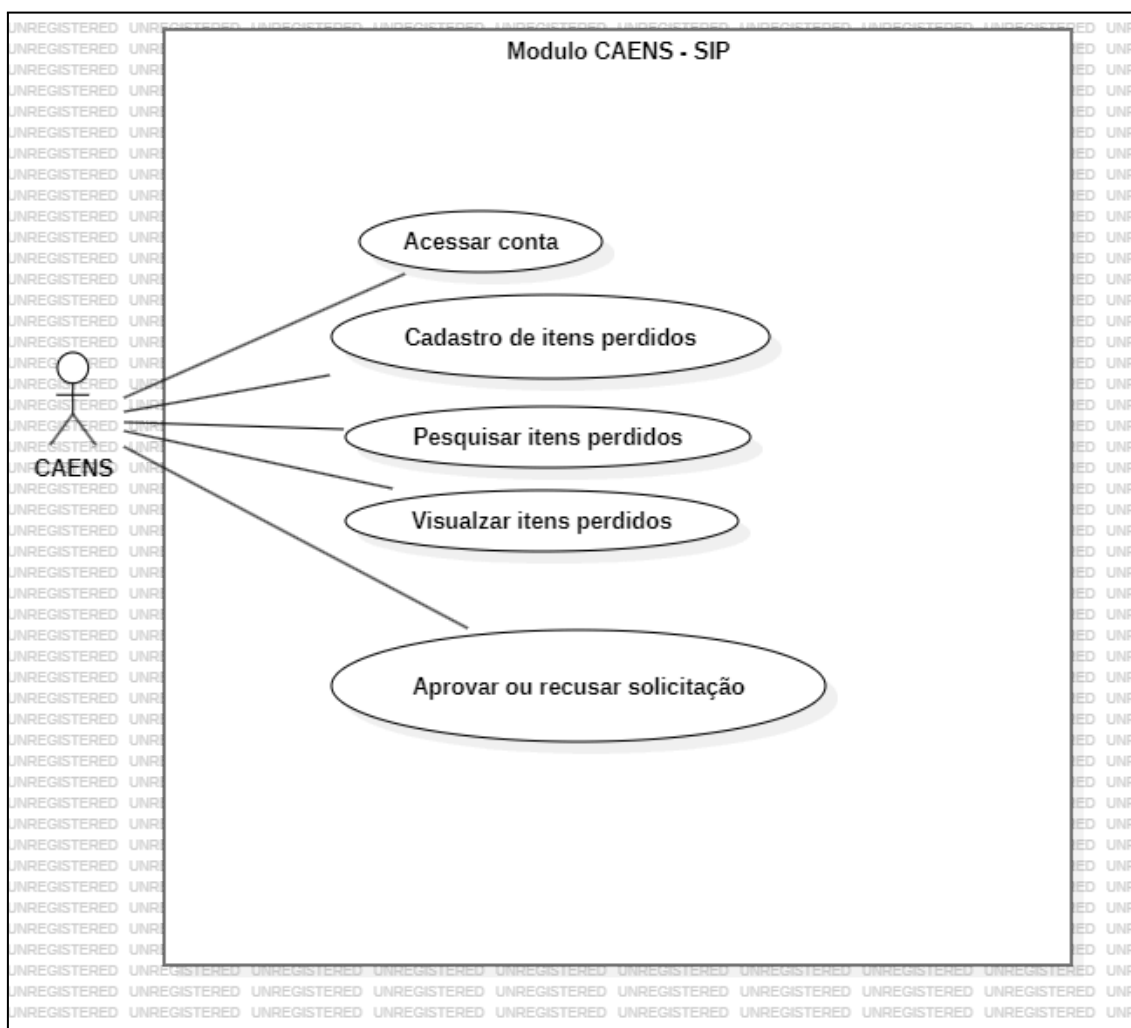 Modulo CAENS - SIP
Acessar conta
Cadastro de itens perdidos
Pesquisar itens perdidos
CAENS
Visualzar itens perdidos
Aprovar ou recusar solicitação
UNREGISTERED